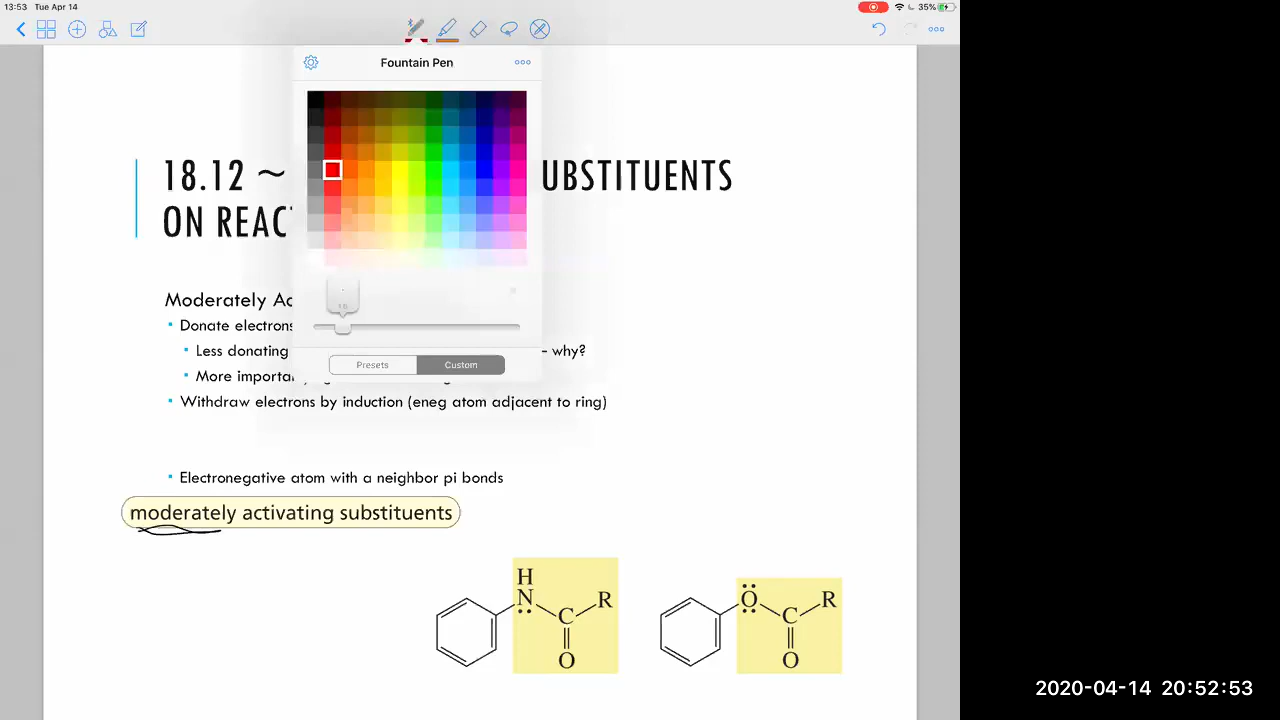 13:53 Tue Apr 14
35%
Fountain Pen
18.12 ~ UBSTITUENTS
ON REAC
Moderately Ac
Donate electrons
Less donating – why?
More importan
Withdraw electrons by induction (eneg atom adjacent to ring)
Presets Custom
Electronegative atom with a neighbor pi bonds
moderately activating substituents
H
N R
C
O
O R
C
O
2020-04-14 20:52:53